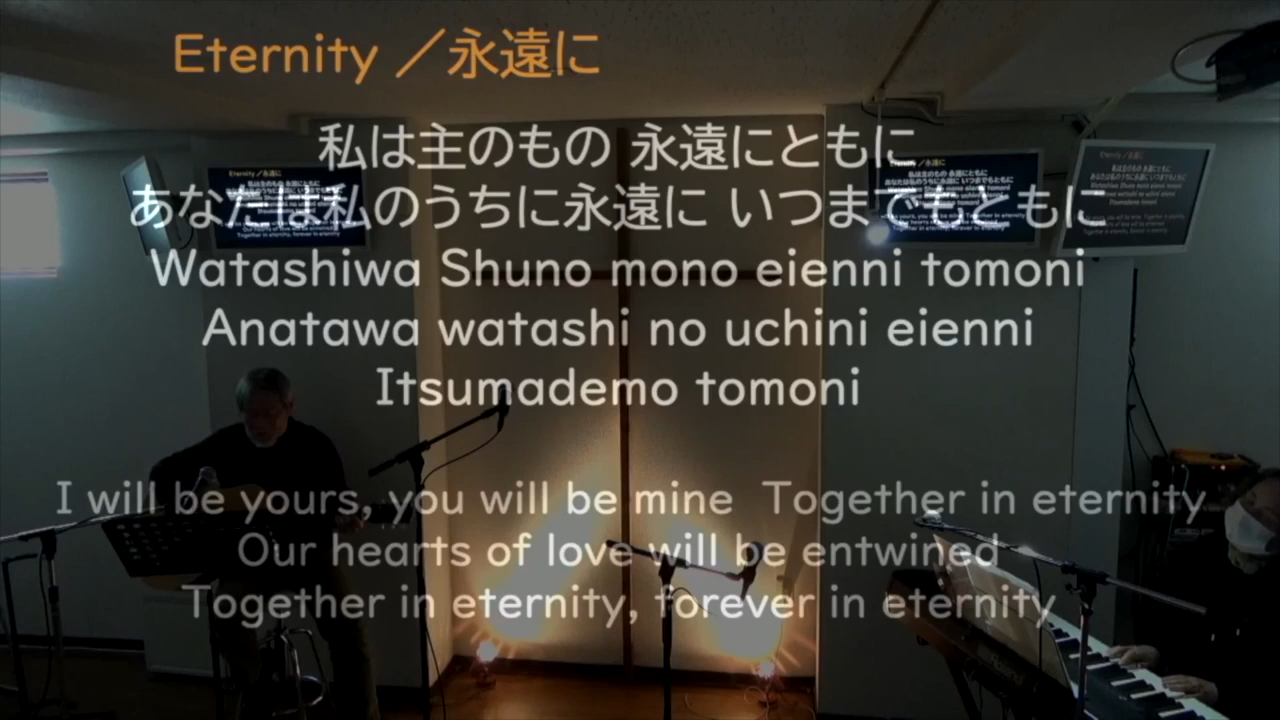 Eternity ／永遠に
私は主のもの 永遠にともに
あなたは私のうちに永遠に いつまでもともに
Watashiwa Shuno mono eienni tomoni
Anatawa watashi no uchini eienni
Itsumademo tomoni
I will be yours, you will be mine Together in eternity
Our hearts of love will be entwined
Together in eternity, forever in eternity